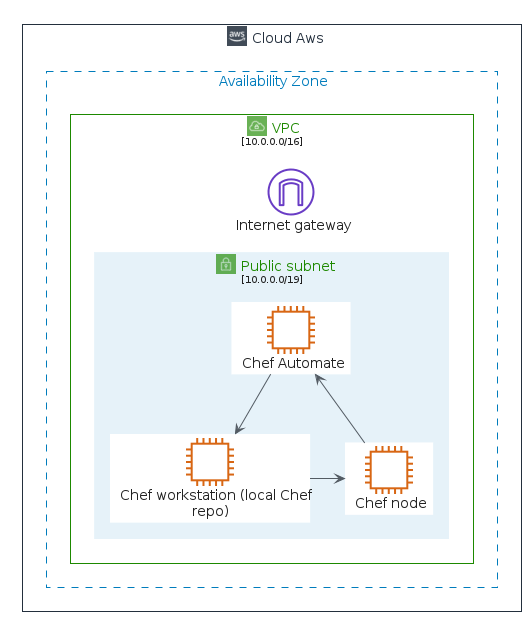 aws
Cloud Aws
Availability Zone
VPC
[10.0.0.0/16]
Internet gateway
Public subnet
[10.0.0.0/19]
Chef Automate
Chef workstation (local Chef
repo)
Chef node